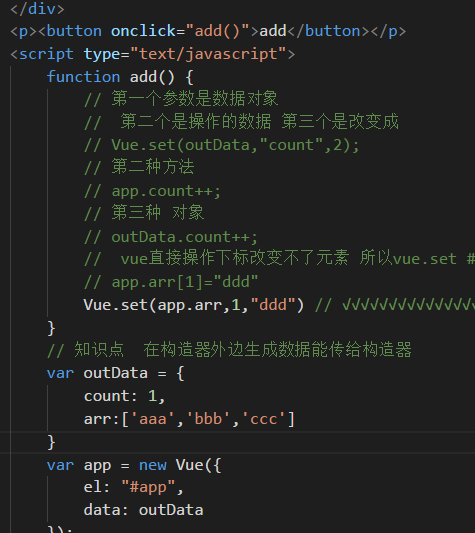 </div>
<p><button onclick="add()">add</button></p>
<script type="text/javascript">
function add() {
// 第一个参数是数据对象
//  第二个是操作的数据 第三个是改变成
// Vue.set(outData,"count",2);
// 第二种方法
// app.count++;
// 第三种 对象
// outData.count++;
//  vue直接操作下标改变不了元素 所以vue.set #
// app.arr[1]="ddd"
Vue.set(app.arr,1,"ddd") // √√√√√√√√√√√√√√√
}
// 知识点  在构造器外边生成数据能传给构造器
var outData = {
count: 1,
arr:['aaa','bbb','ccc']
}
var app = new Vue({
el: "#app",
data: outData
});